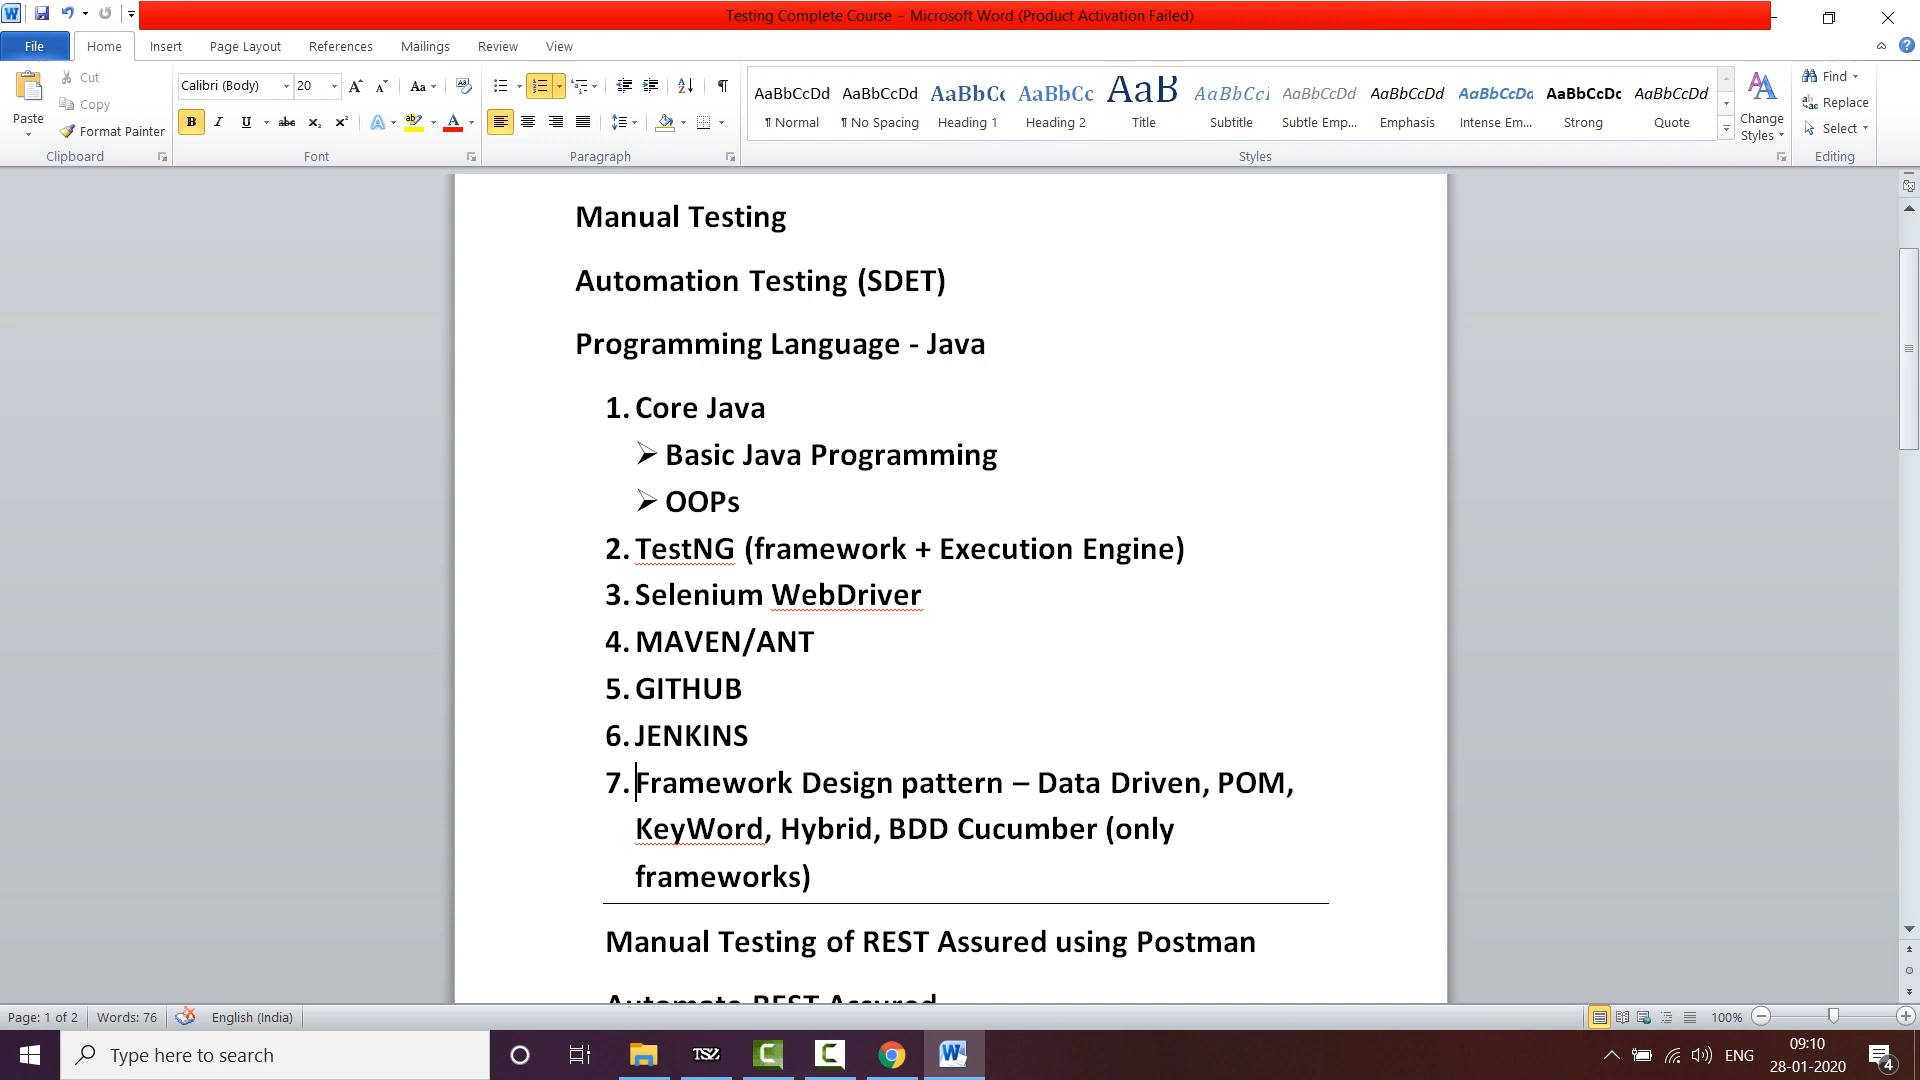 Testing Complete Course - Microsoft Word (Product Activation Failed)
File Home Insert Page Layout References Mailings Review View
Paste
Cut
Copy
Format Painter
Clipboard
Calibri (Body) 20
Font
Paragraph
AaBbCcDd AaBbCcDd AaBbCc AaBbCc AaB AaBbCcI AaBbCcDd AaBbCcDd AaBbCcDd AaBbCcDc AaBbCcDd
¶ Normal ¶ No Spacing Heading 1 Heading 2 Title Subtitle Subtle Emp... Emphasis Intense Em... Strong Quote
Change Styles
Styles
Find
Replace
Select
Editing
Manual Testing
Automation Testing (SDET)
Programming Language - Java
1. Core Java
➢ Basic Java Programming
➢ OOPs
2. TestNG (framework + Execution Engine)
3. Selenium WebDriver
4. MAVEN/ANT
5. GITHUB
6. JENKINS
7. Framework Design pattern – Data Driven, POM,
KeyWord, Hybrid, BDD Cucumber (only
frameworks)
Manual Testing of REST Assured using Postman
Automate REST Assured
Page: 1 of 2 Words: 76 English (India) 100%
Type here to search
ENG
09:10
28-01-2020
4